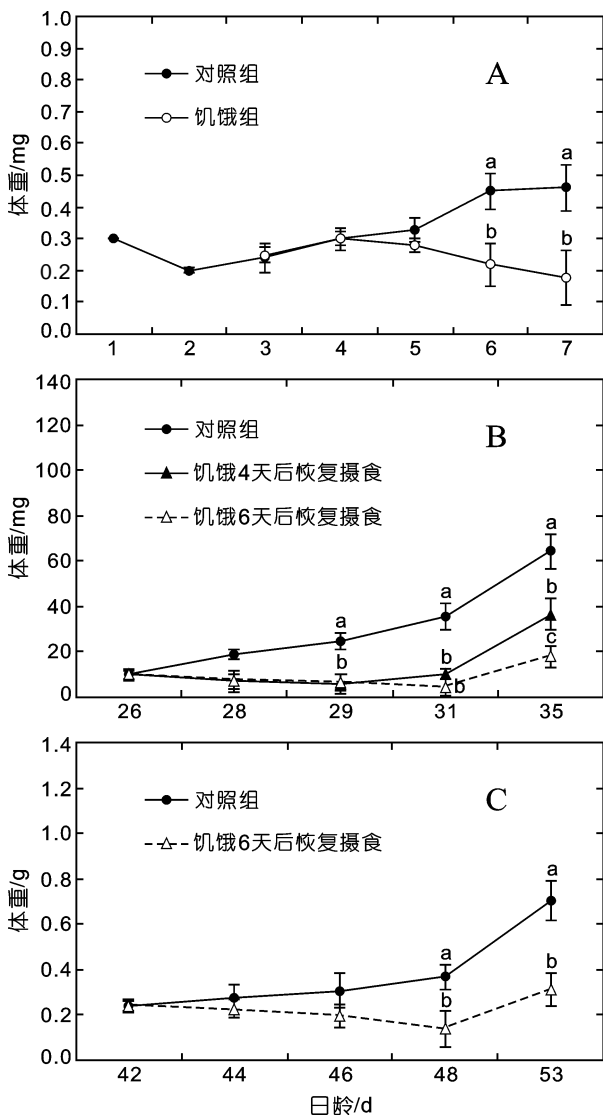 1.0
0.9
0.8
0.7
0.6
0.5
0.4
0.3
0.2
0.1
0.0
体重/mg
对照组
饥饿组
A
a
a
b
b
1 2 3 4 5 6 7
140
120
100
80
60
40
20
0
体重/mg
对照组
饥饿4天后恢复摄食
饥饿6天后恢复摄食
B
a
a
a
b
b
b
b
c
26 28 29 31 35
1.4
1.2
1.0
0.8
0.6
0.4
0.2
0.0
体重/g
对照组
饥饿6天后恢复摄食
C
a
a
b
b
42 44 46 48 53
日龄/d